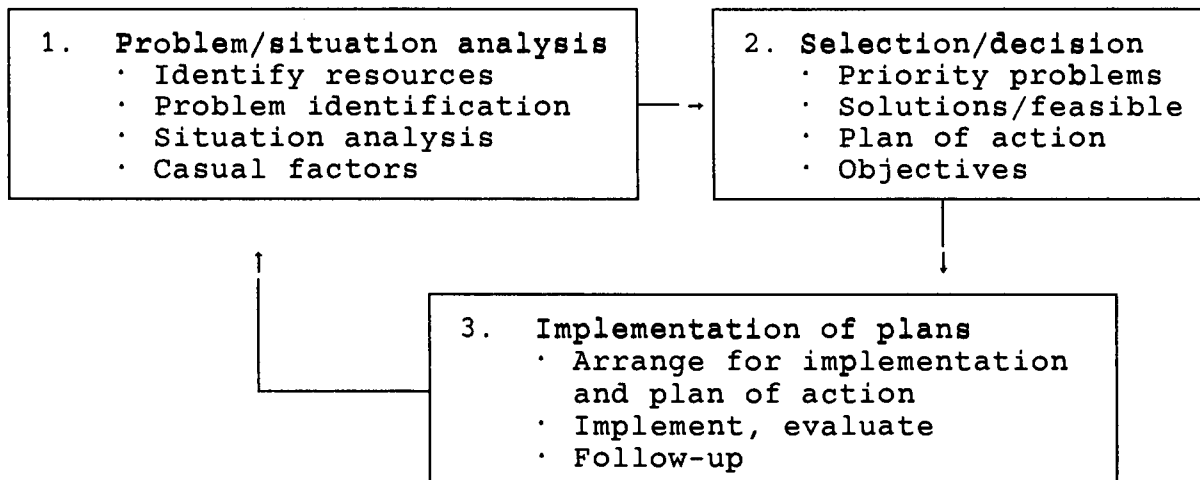 1. Problem/situation analysis
· Identify resources
· Problem identification
· Situation analysis
· Casual factors
2. Selection/decision
· Priority problems
· Solutions/feasible
· Plan of action
· Objectives
3. Implementation of plans
· Arrange for implementation
and plan of action
· Implement, evaluate
· Follow-up